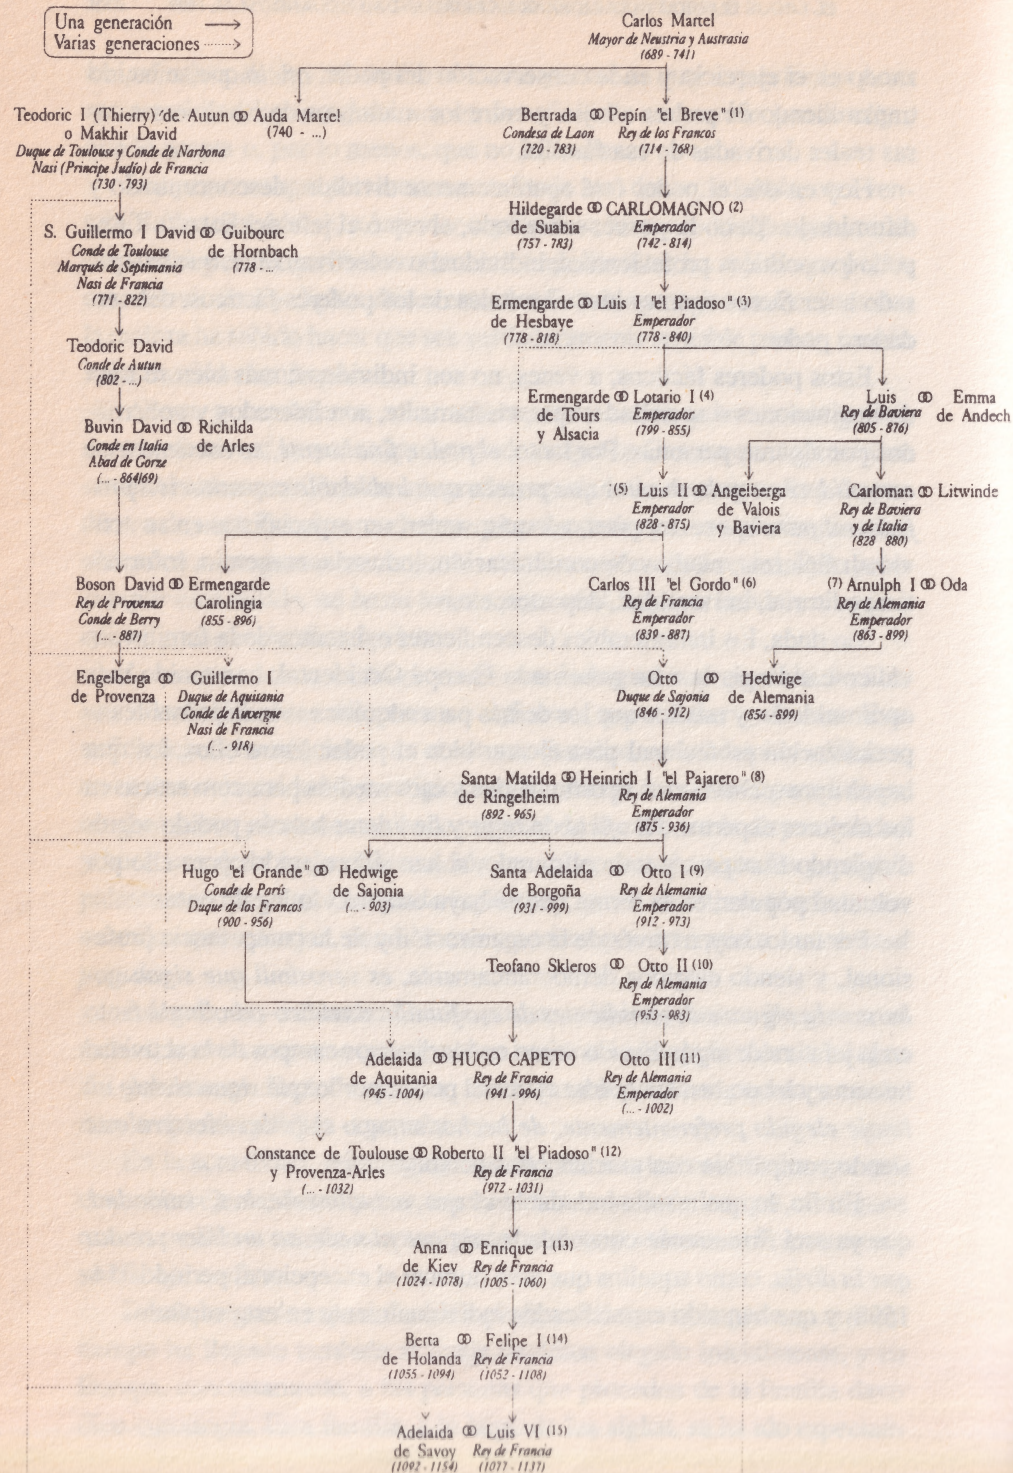 Una generación
Varias generaciones
Carlos Martel
Mayor de Neustria y Austrasia
(689 - 741)
Teodoric I (Thierry) de Autun ⚭ Auda Martel
o Makhir David
(740 - ...)
Duque de Toulouse y Conde de Narbona
Nasi (Principe Judío) de Francia
(730 - 793)
Bertrada ⚭ Pepín "el Breve" (1)
Condesa de Laon Rey de los Francos
(720 - 783) (714 - 768)
Hildegarde ⚭ CARLOMAGNO (2)
de Suabia Emperador
(757 - 783) (742 - 814)
S. Guillermo I David ⚭ Guibourc
Conde de Toulouse de Hornbach
Marqués de Septimania (778 - ...
Nasi de Francia
(771 - 822)
Ermengarde ⚭ Luis I "el Piadoso" (3)
de Hesbaye Emperador
(778 - 818) (778 - 840)
Teodoric David
Conde de Autun
(802 - ...)
Ermengarde ⚭ Lotario I (4)
de Tours Emperador
y Alsacia (799 - 855)
Luis ⚭ Emma
Rey de Baviera de Andech
(805 - 876)
Buvin David ⚭ Richilda
Conde en Italia de Arles
Abad de Gorze
(... - 864/69)
(5) Luis II ⚭ Angelberga
Emperador de Valois
(828 - 875) y Baviera
Carloman ⚭ Litwinde
Rey de Baviera
y de Italia
(828 880)
Boson David ⚭ Ermengarde
Rey de Provenza Carolingia
Conde de Berry (855 - 896)
(... - 887)
Carlos III "el Gordo" (6)
Rey de Francia
Emperador
(839 - 887)
(7) Arnulph I ⚭ Oda
Rey de Alemania
Emperador
(863 - 899)
Engelberga ⚭ Guillermo I
de Provenza Duque de Aquitania
Conde de Auvergne
Nasi de Francia
(... - 918)
Otto ⚭ Hedwige
Duque de Sajonia de Alemania
(846 - 912) (856 - 899)
Santa Matilda ⚭ Heinrich I "el Pajarero" (8)
de Ringelheim Rey de Alemania
(892 - 965) Emperador
(875 - 936)
Hugo "el Grande" ⚭ Hedwige
Conde de París de Sajonia
Duque de los Francos (... - 903)
(900 - 956)
Santa Adelaida ⚭ Otto I (9)
de Borgoña Rey de Alemania
(931 - 999) Emperador
(912 - 973)
Teofano Skleros ⚭ Otto II (10)
Rey de Alemania
Emperador
(953 - 983)
Adelaida ⚭ HUGO CAPETO
de Aquitania Rey de Francia
(945 - 1004) (941 - 996)
Otto III (11)
Rey de Alemania
Emperador
(... - 1002)
Constance de Toulouse ⚭ Roberto II "el Piadoso" (12)
y Provenza-Arles Rey de Francia
(... - 1032) (972 - 1031)
Anna ⚭ Enrique I (13)
de Kiev Rey de Francia
(1024 - 1078) (1005 - 1060)
Berta ⚭ Felipe I (14)
de Holanda Rey de Francia
(1055 - 1094) (1052 - 1108)
Adelaida ⚭ Luis VI (15)
de Savoy Rey de Francia
(1092 - 1154) (1077 - 1137)